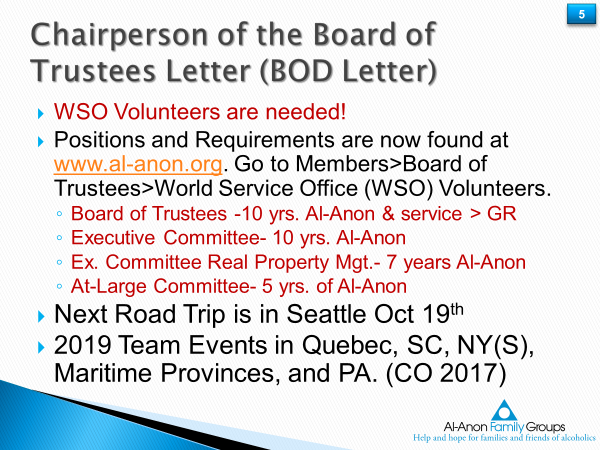 5
Chairperson of the Board of
Trustees Letter (BOD Letter)
WSO Volunteers are needed!
Positions and Requirements are now found at
www.al-anon.org. Go to Members>Board of
Trustees>World Service Office (WSO) Volunteers.
Board of Trustees -10 yrs. Al-Anon & service > GR
Executive Committee- 10 yrs. Al-Anon
Ex. Committee Real Property Mgt.- 7 years Al-Anon
At-Large Committee- 5 yrs. of Al-Anon
Next Road Trip is in Seattle Oct 19th
2019 Team Events in Quebec, SC, NY(S),
Maritime Provinces, and PA. (CO 2017)
Al-Anon Family Groups
Help and hope for families and friends of alcoholics